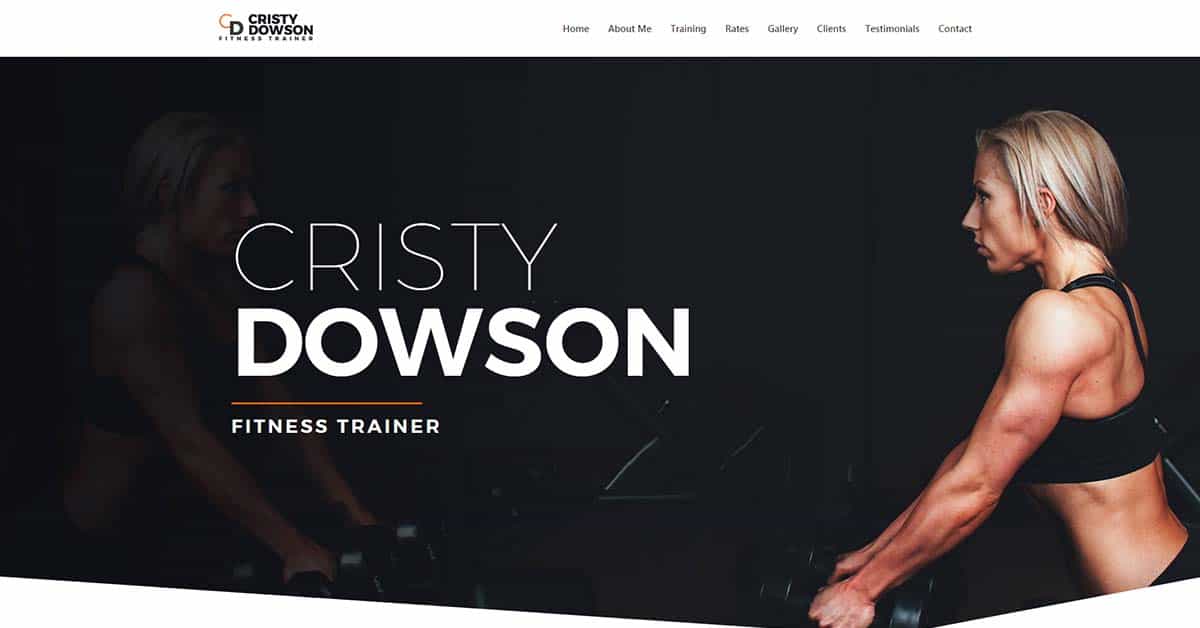 CD CRISTY
DOWSON
FITNESS TRAINER
Home About Me Training Rates Gallery Clients Testimonials Contact
CRISTY
DOWSON
FITNESS TRAINER